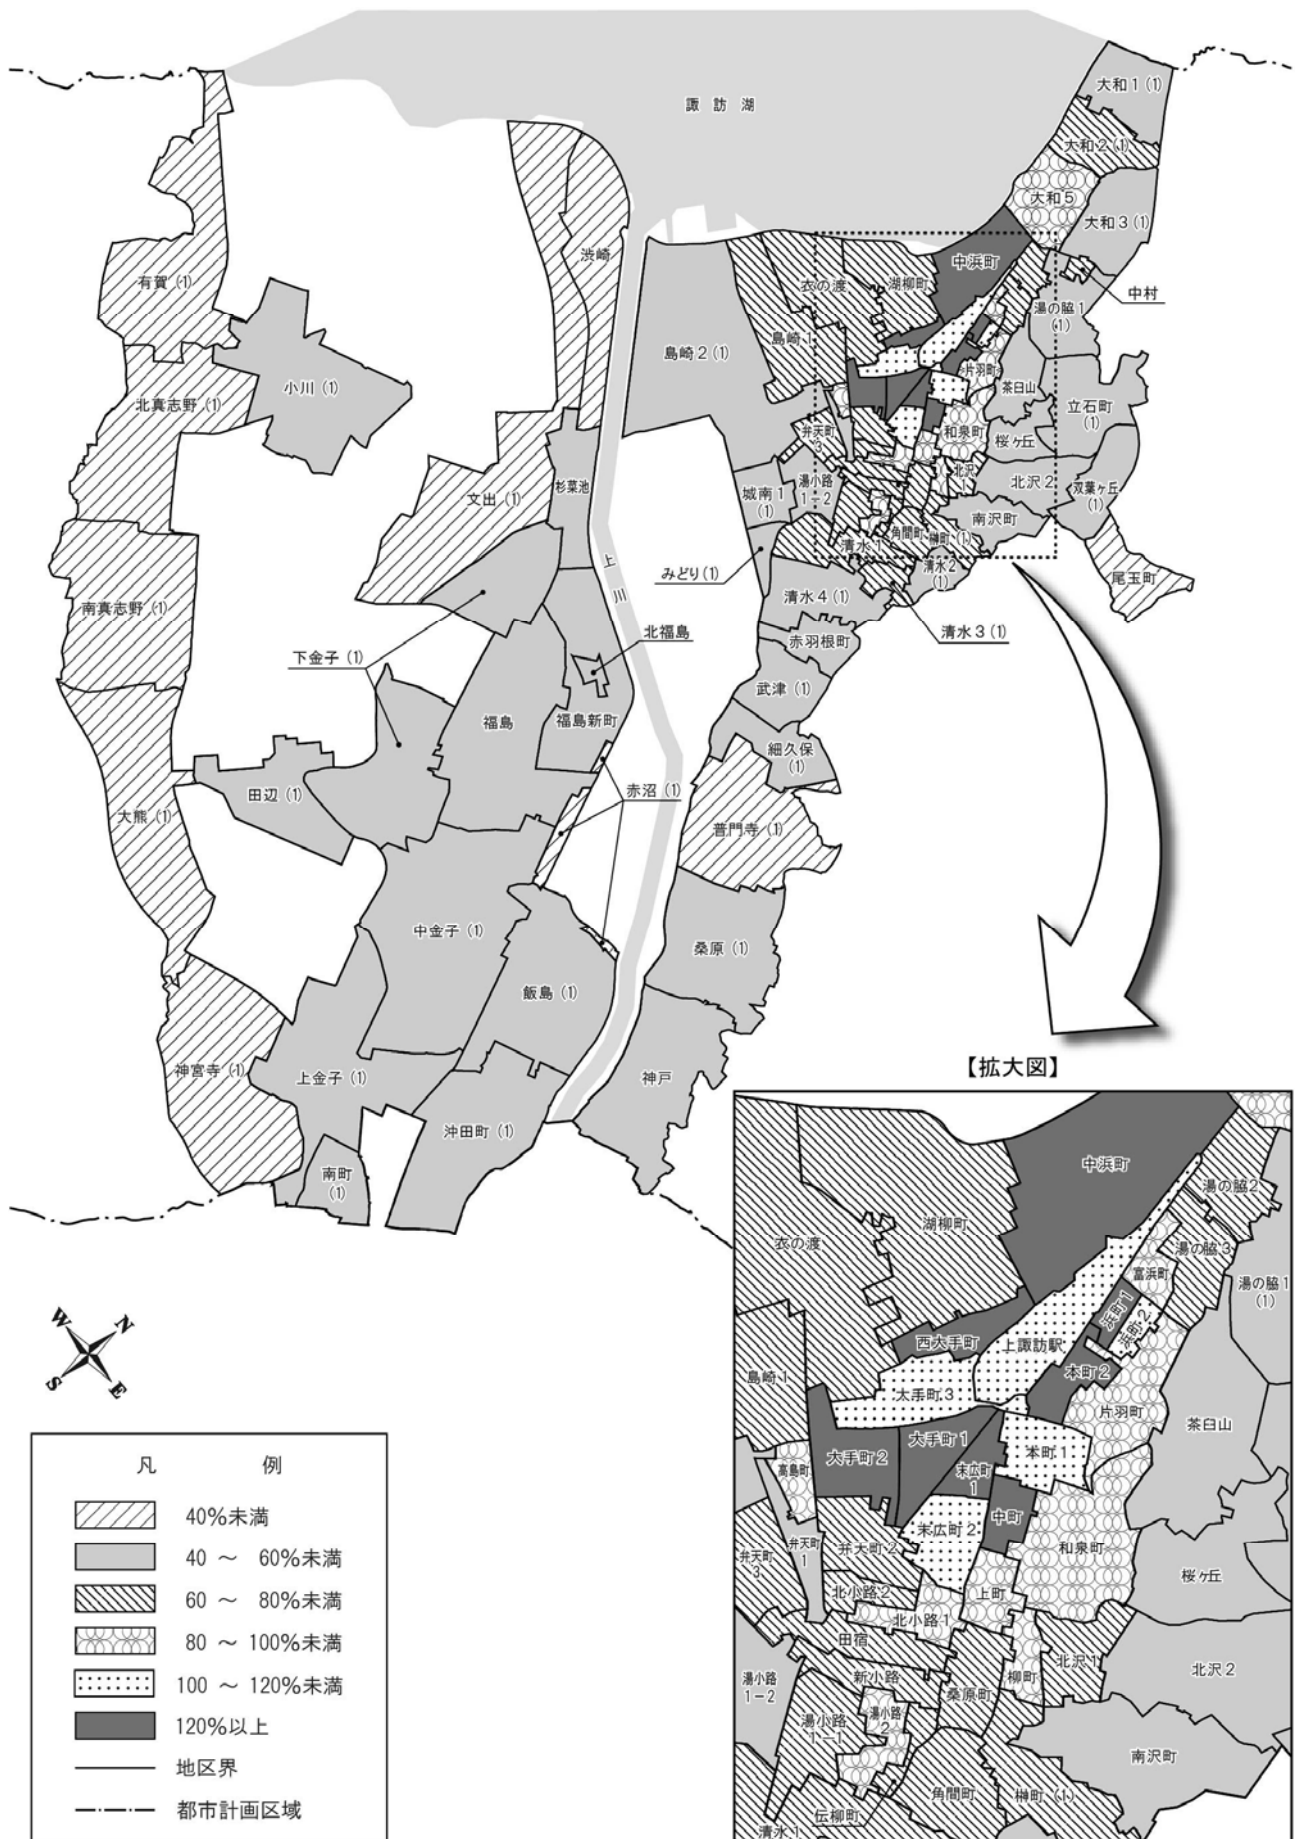 諏訪湖
大和1(1)
大和2(1)
大和5
大和3(1)
中浜町
中村
渋崎
衣の渡
湖柳町
有賀(1)
湯の脇1
(1)
島崎1
島崎2(1)
片羽町
茶臼山
小川(1)
立石町
(1)
北真志野(1)
弁天町
3
和泉町
桜ヶ丘
北沢
1
杉菜池
文出(1)
城南1
(1)
湯小路
1-2
北沢2
双葉ヶ丘
(1)
南沢町
角間町
榊町(1)
清水1
上川
みどり(1)
清水2
(1)
尾玉町
南真志野(1)
清水4(1)
清水3(1)
北福島
赤羽根町
下金子(1)
武津(1)
福島
福島新町
細久保
(1)
赤沼(1)
田辺(1)
大熊(1)
普門寺(1)
中金子(1)
桑原(1)
飯島(1)
神宮寺(1)
上金子(1)
神戸
沖田町(1)
南町
(1)
【拡大図】
中浜町
湯の脇2
湖柳町
衣の渡
湯の脇3
富浜町
湯の脇1
(1)
浜町1
浜町2
西大手町
上諏訪駅
本町2
島崎1
大手町3
片羽町
茶臼山
大手町1
本町1
大手町2
末広町
1
高島町
中町
末広町2
弁天町
3
弁天町
1
弁天町2
和泉町
桜ヶ丘
北小路2
上町
北小路1
田宿
北沢1
北沢2
新小路
柳町
湯小路
1-2
桑原町
湯小路
2
湯小路
1-1
南沢町
角間町
榊町(1)
伝柳町
清水1
W
N
S
E
凡 例
40%未満
40 ~ 60%未満
60 ~ 80%未満
80 ~ 100%未満
100 ~ 120%未満
120%以上
地区界
都市計画区域